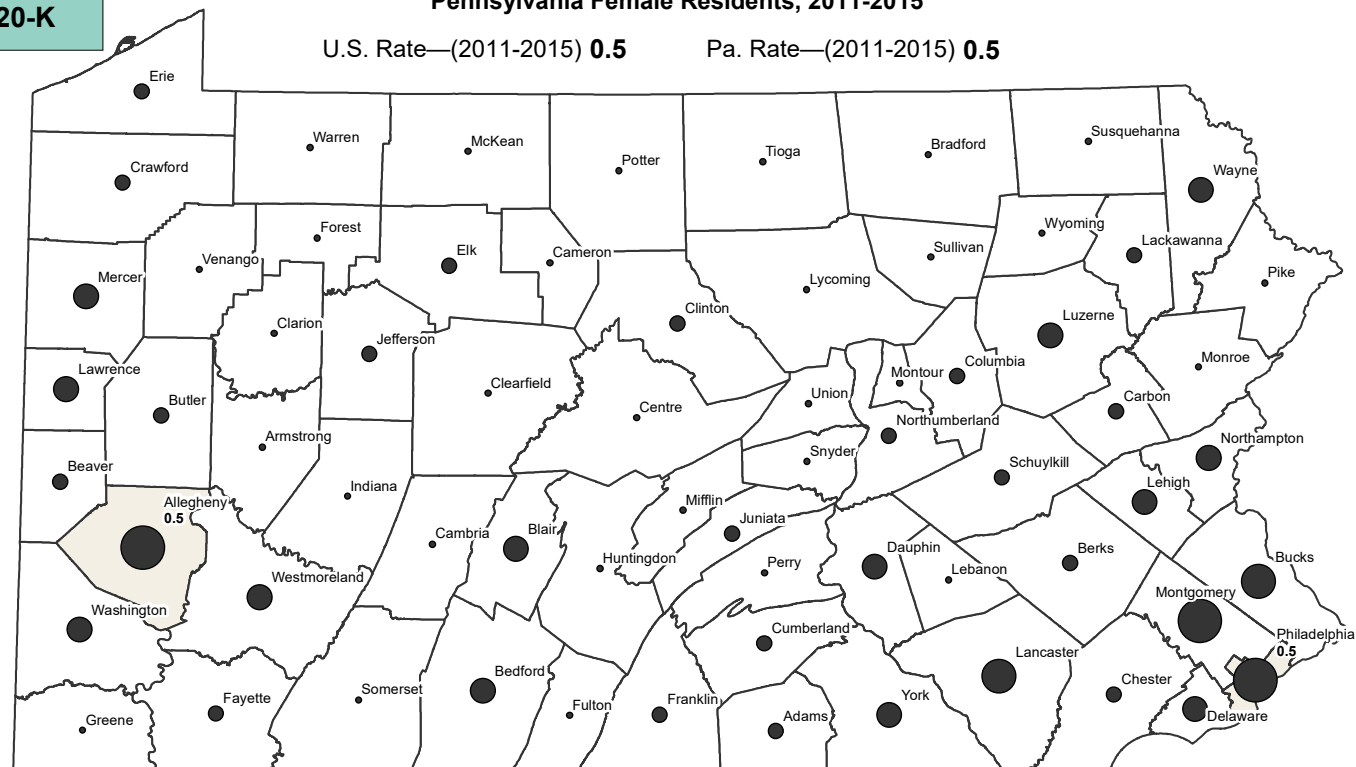 20-K
Pennsylvania Female Residents, 2011-2015
U.S. Rate—(2011-2015) 0.5
Pa. Rate—(2011-2015) 0.5
Erie
Warren
McKean
Potter
Tioga
Bradford
Susquehanna
Wayne
Crawford
Forest
Elk
Cameron
Sullivan
Wyoming
Lackawanna
Venango
Mercer
Lycoming
Pike
Clarion
Jefferson
Clinton
Luzerne
Lawrence
Butler
Clearfield
Centre
Union
Montour
Columbia
Monroe
Carbon
Northumberland
Armstrong
Snyder
Northampton
Beaver
Schuylkill
Lehigh
Indiana
Allegheny
0.5
Mifflin
Juniata
Cambria
Blair
Huntingdon
Perry
Dauphin
Lebanon
Berks
Bucks
Westmoreland
Montgomery
Washington
Cumberland
Philadelphia
0.5
Lancaster
Bedford
Somerset
Fayette
Fulton
Franklin
York
Chester
Delaware
Greene
Adams